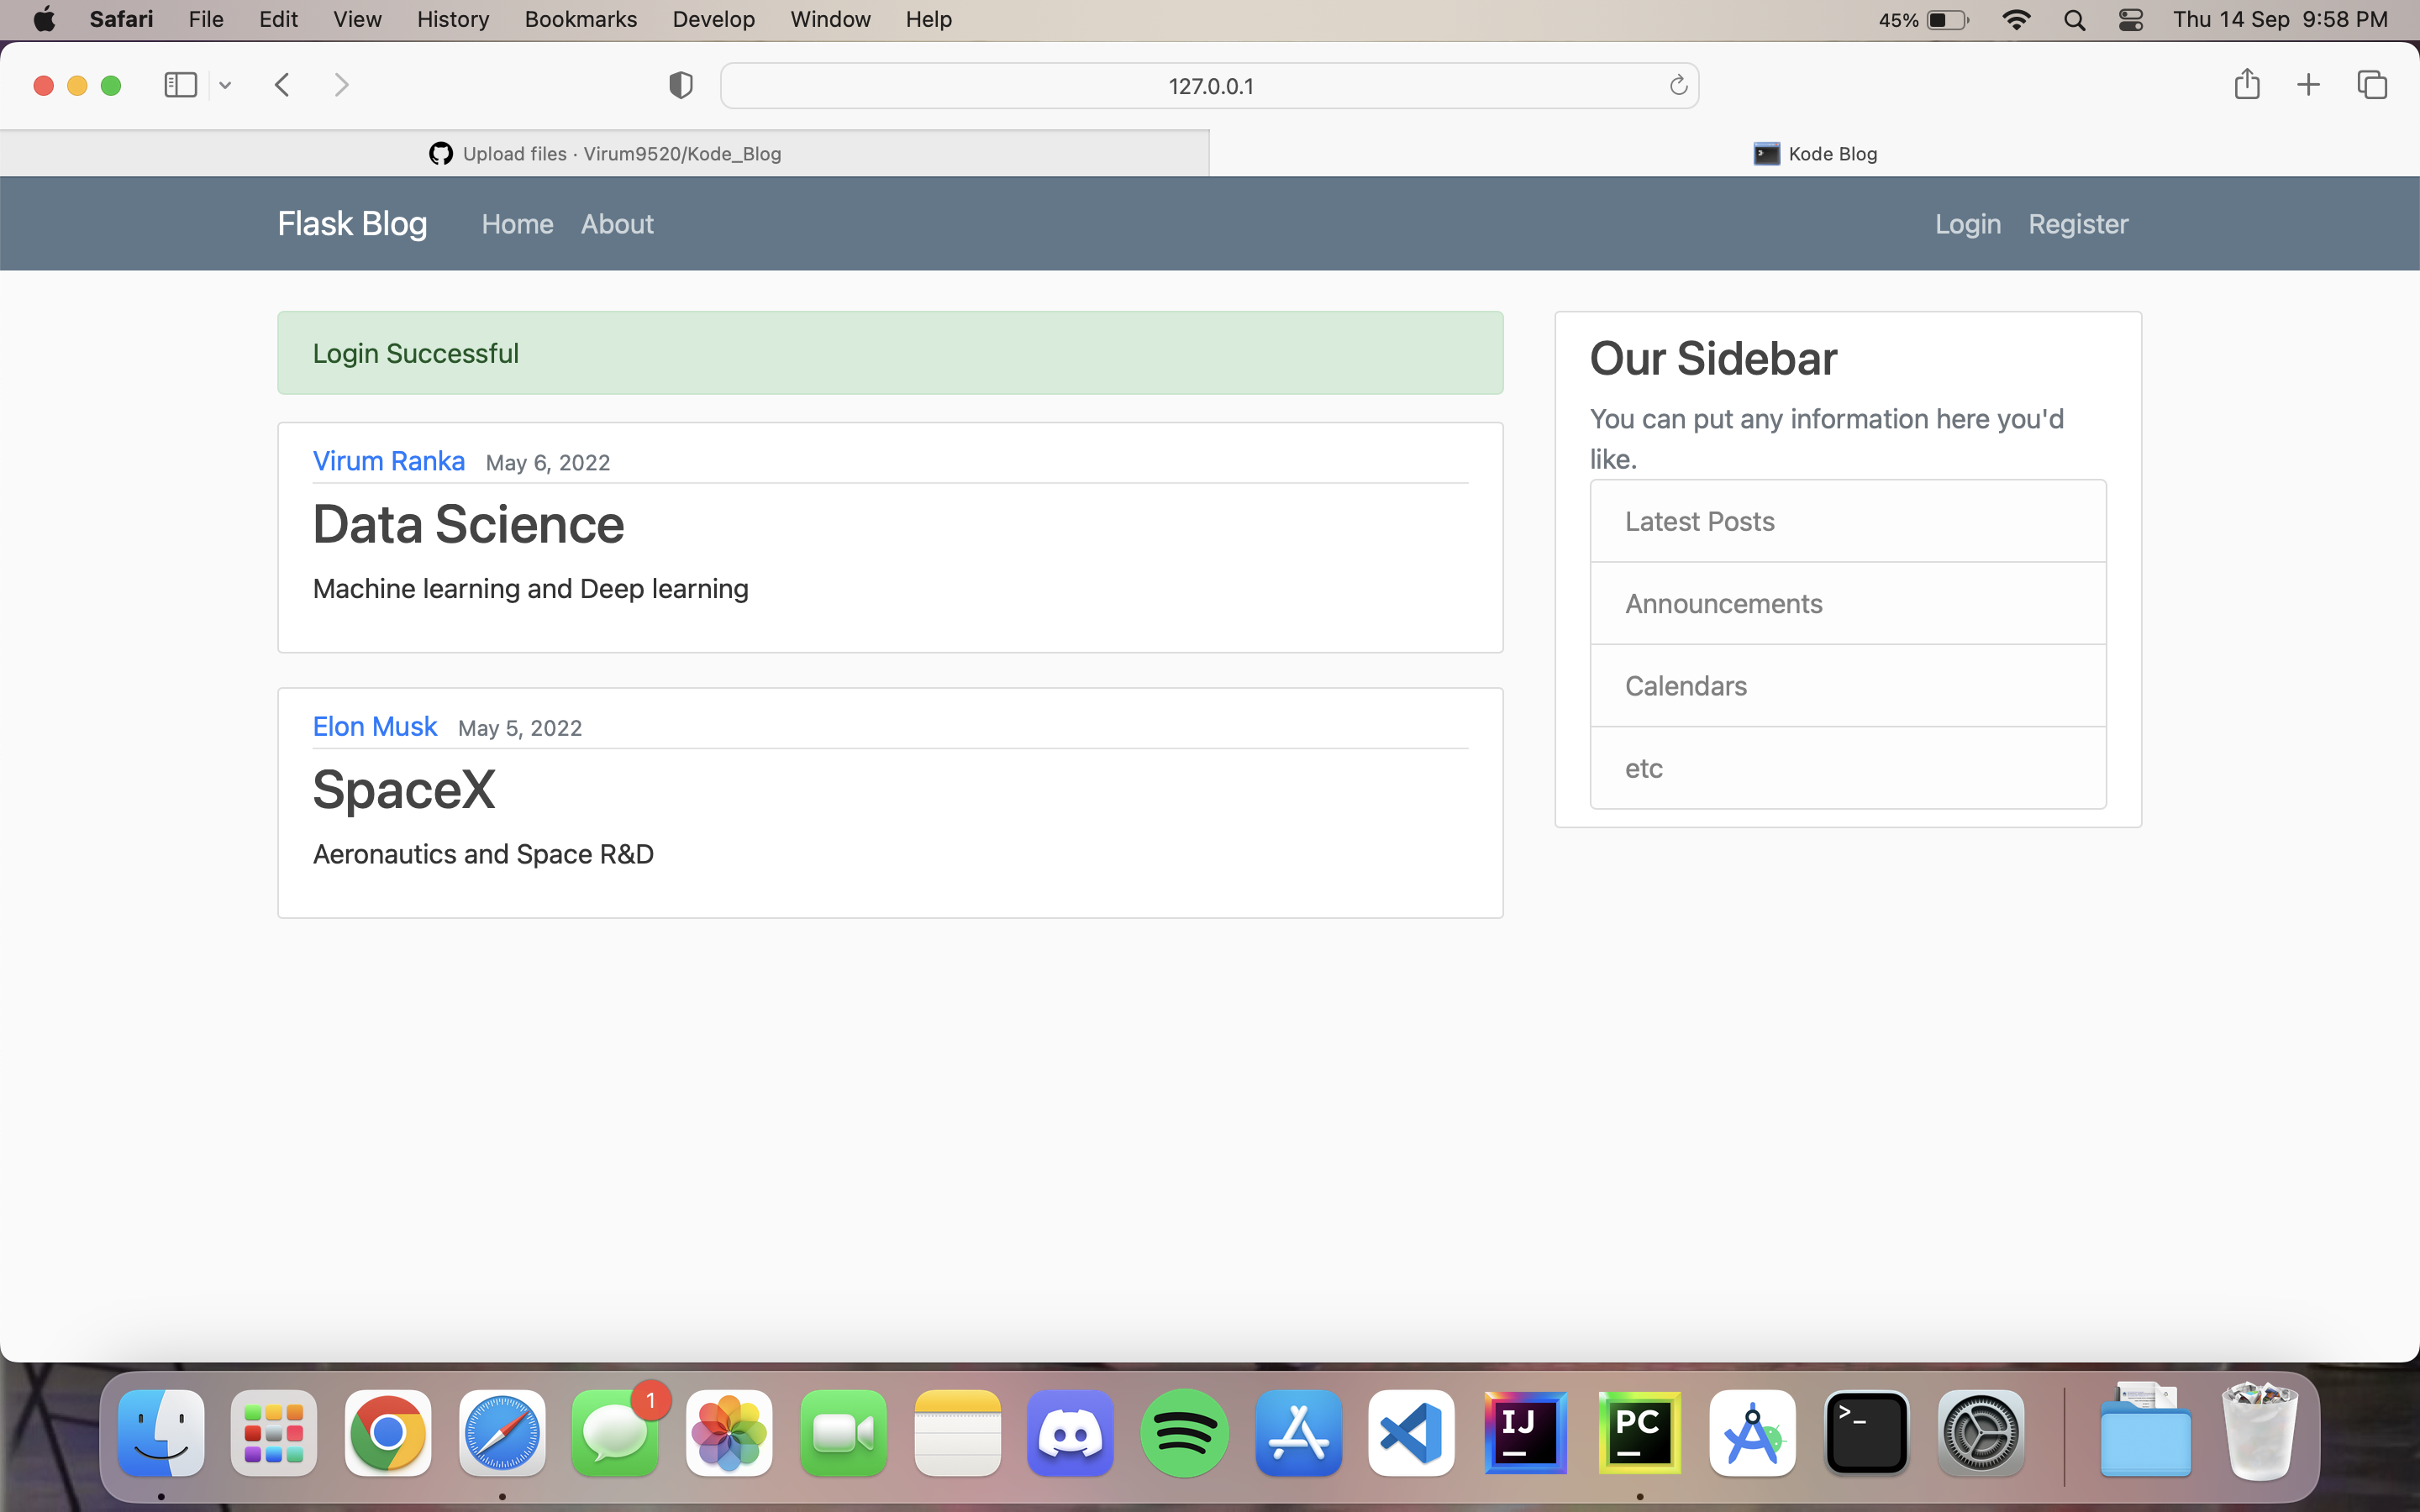 Safari File Edit View History Bookmarks Develop Window Help 45% Thu 14 Sep 9:58 PM
127.0.0.1
Upload files · Virum9520/Kode_Blog Kode Blog
Flask Blog Home About Login Register
Login Successful
Virum Ranka May 6, 2022
Data Science
Machine learning and Deep learning
Elon Musk May 5, 2022
SpaceX
Aeronautics and Space R&D
Our Sidebar
You can put any information here you'd
like.
Latest Posts
Announcements
Calendars
etc
1
IJ
PC
>_